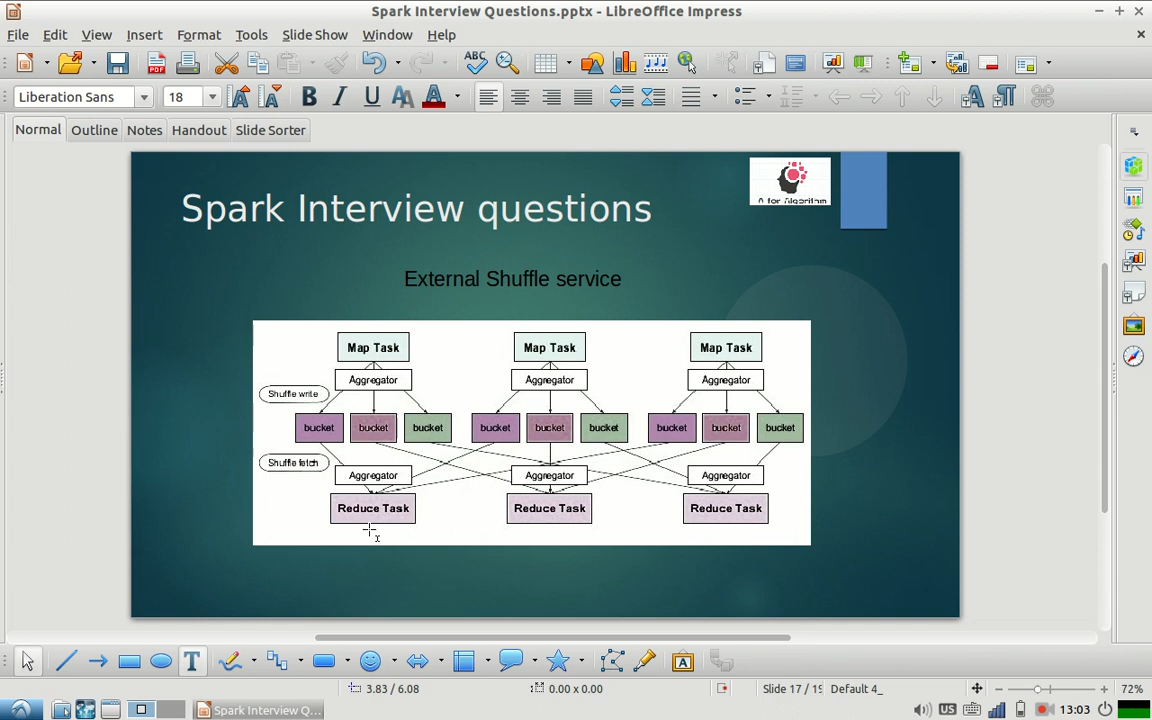 Spark Interview Questions.pptx - LibreOffice Impress
File Edit View Insert Format Tools Slide Show Window Help
Liberation Sans 18
Normal Outline Notes Handout Slide Sorter
Spark Interview questions
A for Algorithm
External Shuffle service
Map Task Map Task Map Task
Aggregator Aggregator Aggregator
Shuffle write
bucket bucket bucket bucket bucket bucket bucket bucket bucket
Shuffle fetch
Aggregator Aggregator Aggregator
Reduce Task Reduce Task Reduce Task
3.83 / 6.08 0.00 x 0.00 Slide 17 / 19 Default 4_ 72%
Spark Interview Q... US 13:03